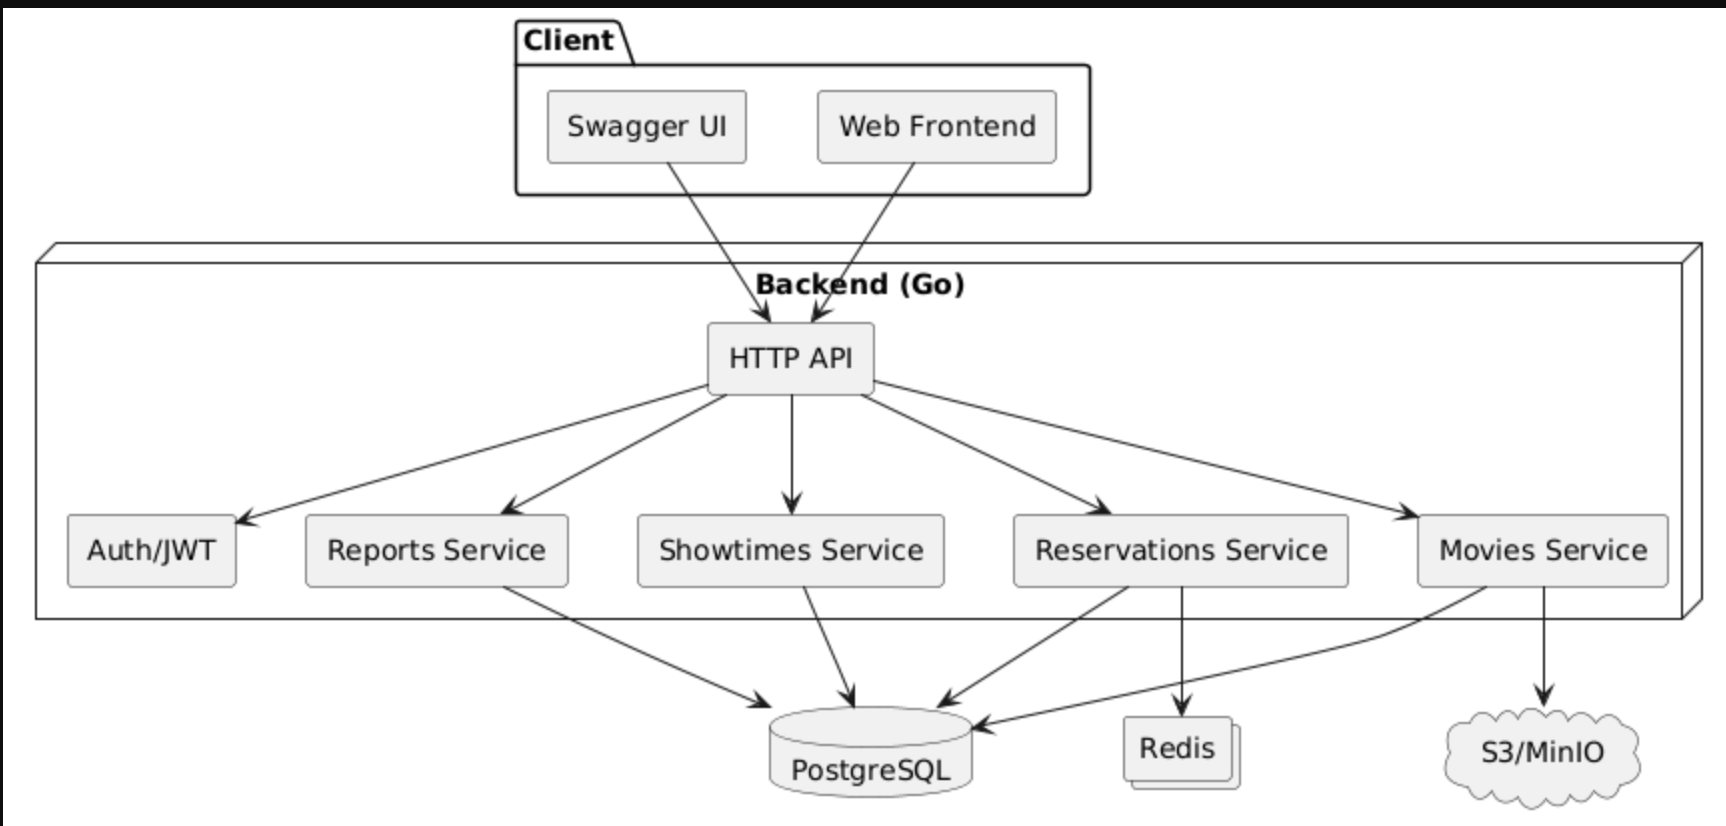 Client
Swagger UI
Web Frontend
Backend (Go)
HTTP API
Auth/JWT
Reports Service
Showtimes Service
Reservations Service
Movies Service
PostgreSQL
Redis
S3/MinIO